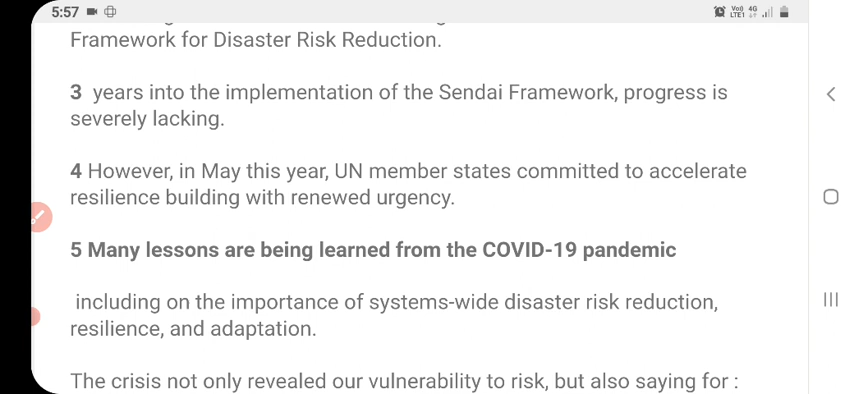 5:57
Vo))
LTE1
4G
Framework for Disaster Risk Reduction.
3 years into the implementation of the Sendai Framework, progress is
severely lacking.
4 However, in May this year, UN member states committed to accelerate
resilience building with renewed urgency.
5 Many lessons are being learned from the COVID-19 pandemic
including on the importance of systems-wide disaster risk reduction,
resilience, and adaptation.
The crisis not only revealed our vulnerability to risk, but also saying for :